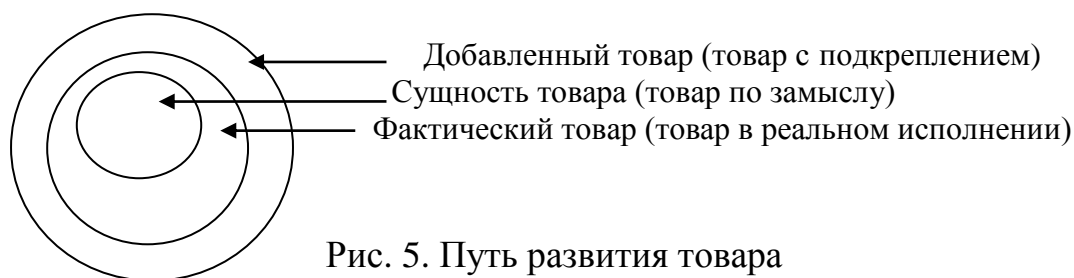 Добавленный товар (товар с подкреплением)
Сущность товара (товар по замыслу)
Фактический товар (товар в реальном исполнении)
Рис. 5. Путь развития товара